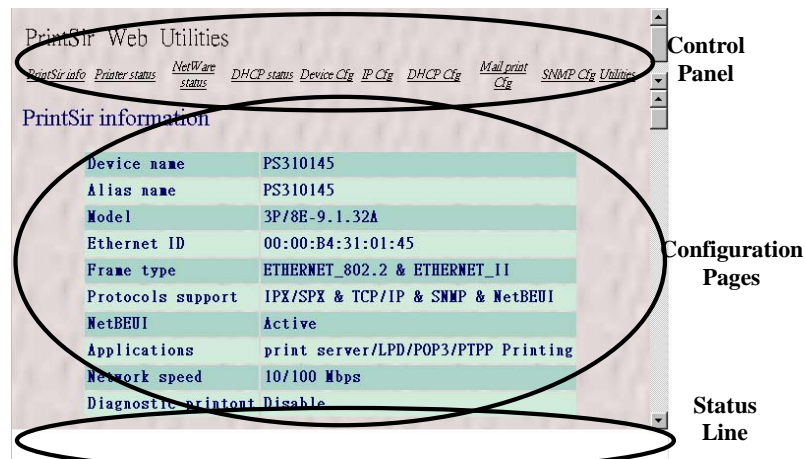 PrintSir Web Utilities
Control
Panel
PrintSir info Printer status NetWare status DHCP status Device Cfg IP Cfg DHCP Cfg Mail print Cfg SNMP Cfg Utilities
PrintSir information
Device name PS310145
Alias name PS310145
Model 3P/8E-9.1.32A
Ethernet ID 00:00:B4:31:01:45
Frame type ETHERNET_802.2 & ETHERNET_II
Protocols support IPX/SPX & TCP/IP & SNMP & NetBEUI
NetBEUI Active
Applications print server/LPD/POP3/PTPP Printing
Network speed 10/100 Mbps
Diagnostic printout Disable
Configuration
Pages
Status
Line